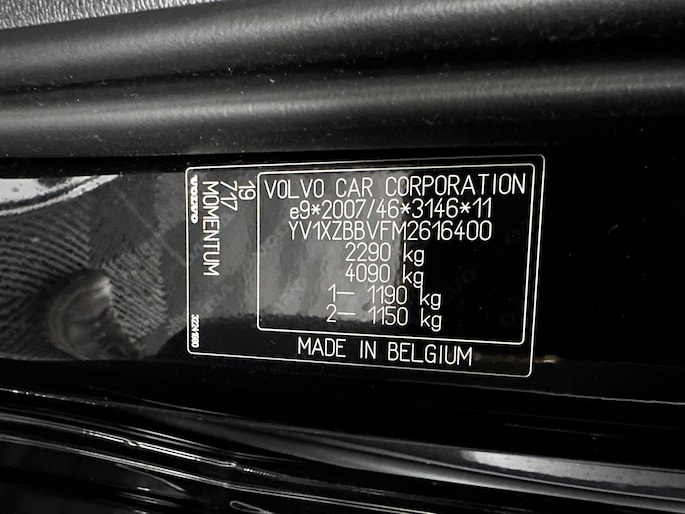 VOLVO CAR CORPORATION
e9*2007/46*3146*11
YV1XZBBVFM2616400
2290 kg
4090 kg
1– 1190 kg
2– 1150 kg
MADE IN BELGIUM
19
717
MOMENTUM
VOLVO